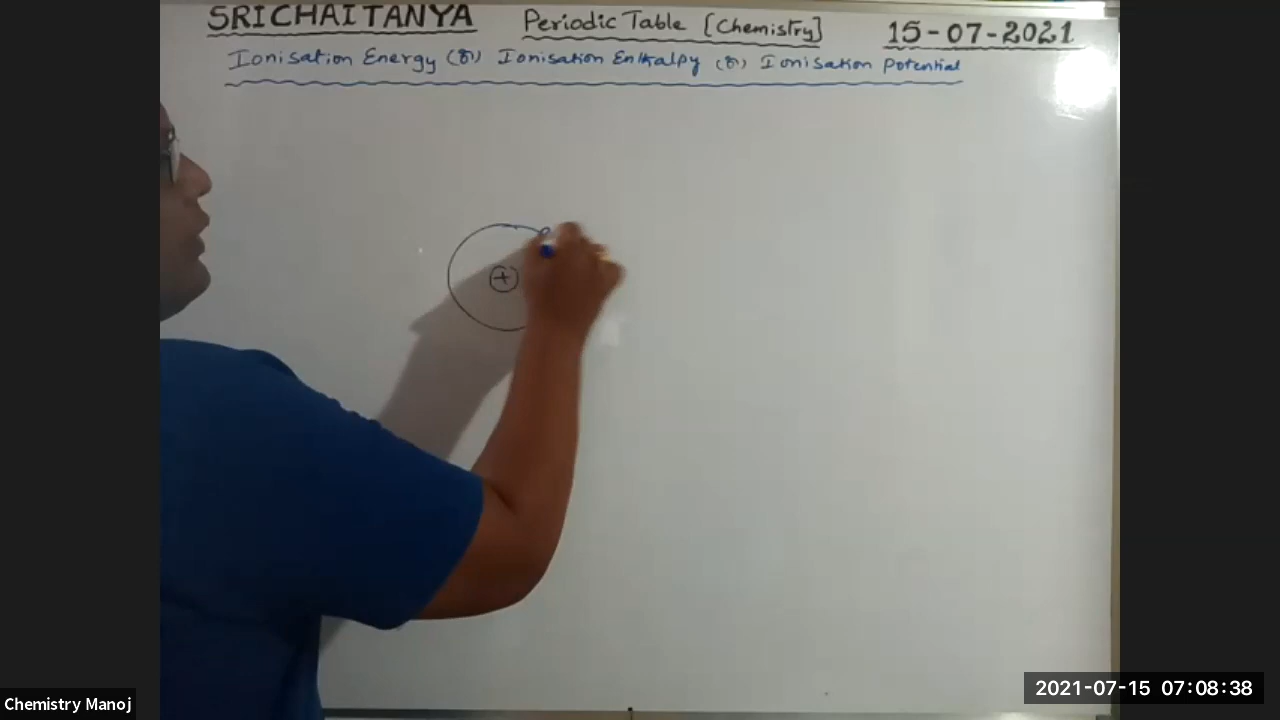 SRICHAITANYA Periodic Table [Chemistry] 15-07-2021
Ionisation Energy (or) Ionisation Enthalpy (or) Ionisation Potential
+
Chemistry Manoj
2021-07-15 07:08:38